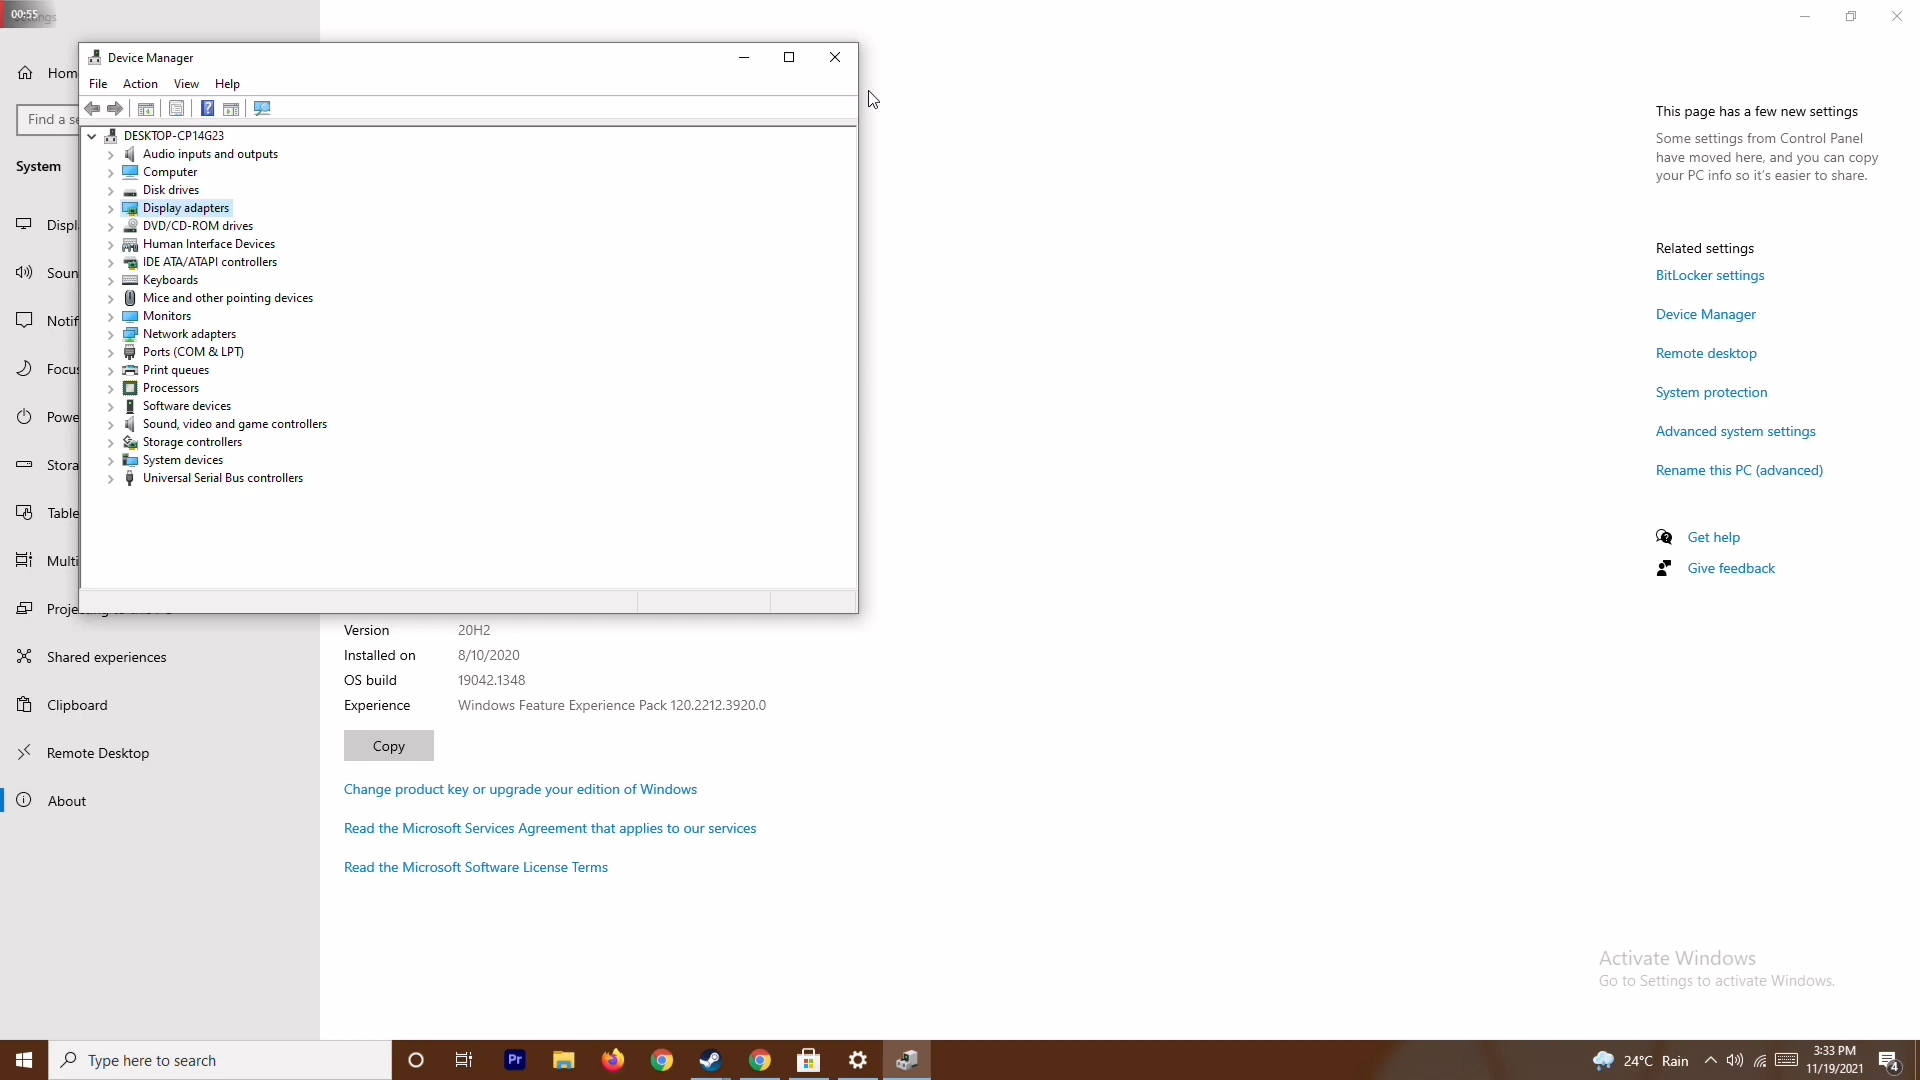 00:55
Settings
Device Manager
File Action View Help
DESKTOP-CP14G23
Audio inputs and outputs
Computer
Disk drives
Display adapters
DVD/CD-ROM drives
Human Interface Devices
IDE ATA/ATAPI controllers
Keyboards
Mice and other pointing devices
Monitors
Network adapters
Ports (COM & LPT)
Print queues
Processors
Software devices
Sound, video and game controllers
Storage controllers
System devices
Universal Serial Bus controllers
Hom
Find a se
System
Displ
Soun
Notif
Focus
Powe
Stora
Table
Multi
Shared experiences
Clipboard
Remote Desktop
About
Version 20H2
Installed on 8/10/2020
OS build 19042.1348
Experience Windows Feature Experience Pack 120.2212.3920.0
Copy
Change product key or upgrade your edition of Windows
Read the Microsoft Services Agreement that applies to our services
Read the Microsoft Software License Terms
This page has a few new settings
Some settings from Control Panel
have moved here, and you can copy
your PC info so it's easier to share.
Related settings
BitLocker settings
Device Manager
Remote desktop
System protection
Advanced system settings
Rename this PC (advanced)
Get help
Give feedback
Activate Windows
Go to Settings to activate Windows.
Type here to search
Pr
24°C Rain
3:33 PM
11/19/2021
4